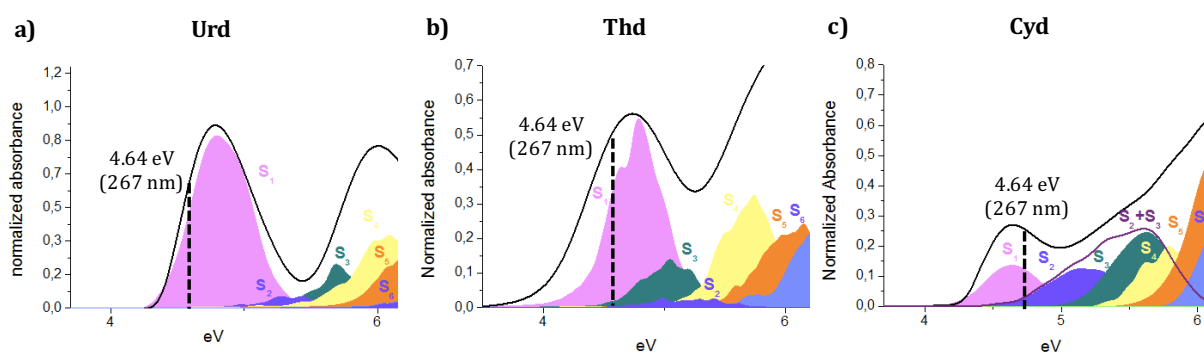 a) Urd
normalized absorbance
1,2
1,0
0,8
0,7
0,5
0,3
0,2
0,0
4.64 eV
(267 nm)
S1
S2
S3
S4
S5
S6
4
6
eV
b) Thd
Normalized absorbance
0,7
0,6
0,5
0,4
0,3
0,2
0,1
0,0
4.64 eV
(267 nm)
S1
S2
S3
S4
S5
S6
4
6
eV
c) Cyd
Normalized Absorbance
0,8
0,7
0,6
0,5
0,4
0,3
0,2
0,1
0,0
4.64 eV
(267 nm)
S1
S2
S2+S3
S3
S4
S5
S
4
5
6
eV